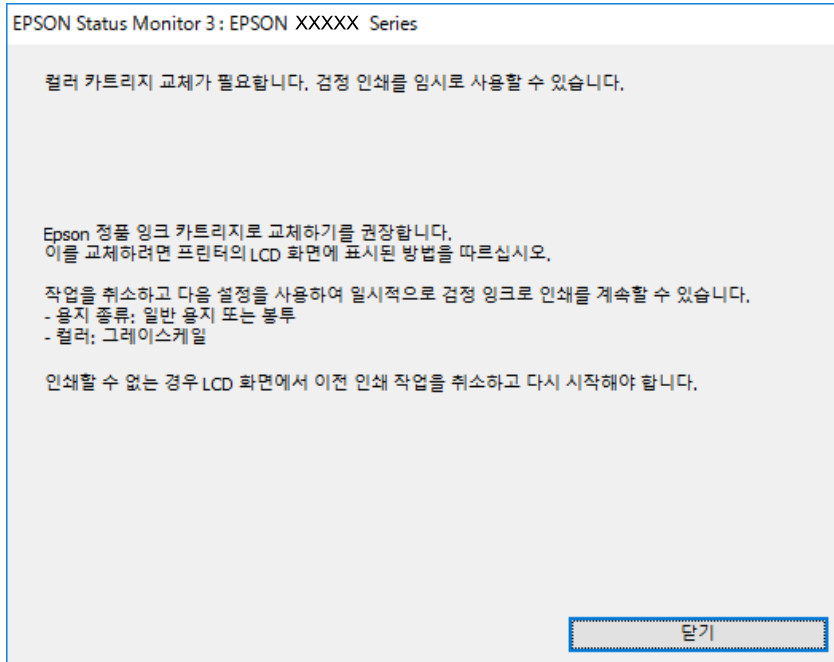 EPSON Status Monitor 3 : EPSON XXXXX Series
컬러 카트리지 교체가 필요합니다. 검정 인쇄를 임시로 사용할 수 있습니다.
Epson 정품 잉크 카트리지로 교체하기를 권장합니다.
이를 교체하려면 프린터의 LCD 화면에 표시된 방법을 따르십시오.
작업을 취소하고 다음 설정을 사용하여 일시적으로 검정 잉크로 인쇄를 계속할 수 있습니다.
- 용지 종류: 일반 용지 또는 봉투
- 컬러: 그레이스케일
인쇄할 수 없는 경우 LCD 화면에서 이전 인쇄 작업을 취소하고 다시 시작해야 합니다.
닫기